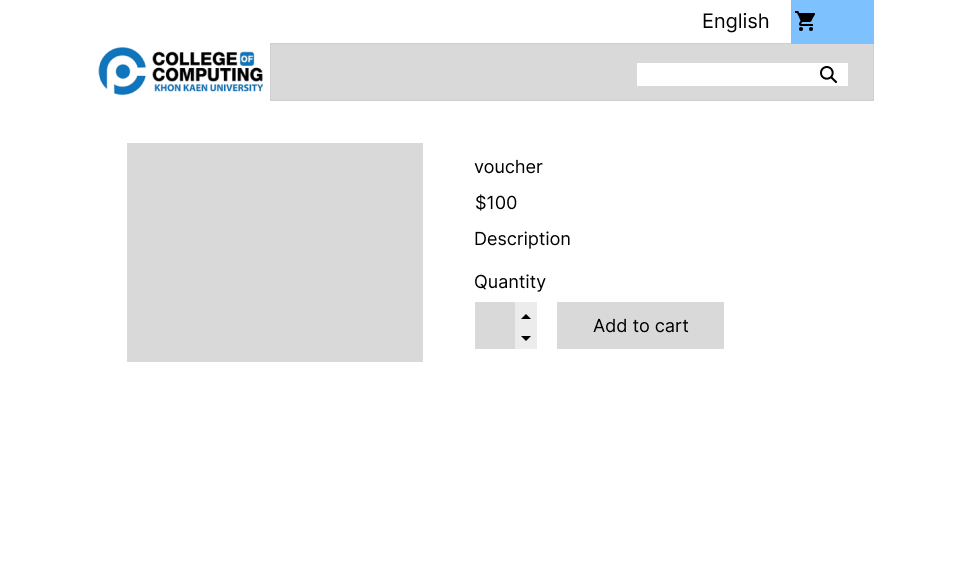 English
COLLEGE OF
COMPUTING
KHON KAEN UNIVERSITY
voucher
$100
Description
Quantity
Add to cart